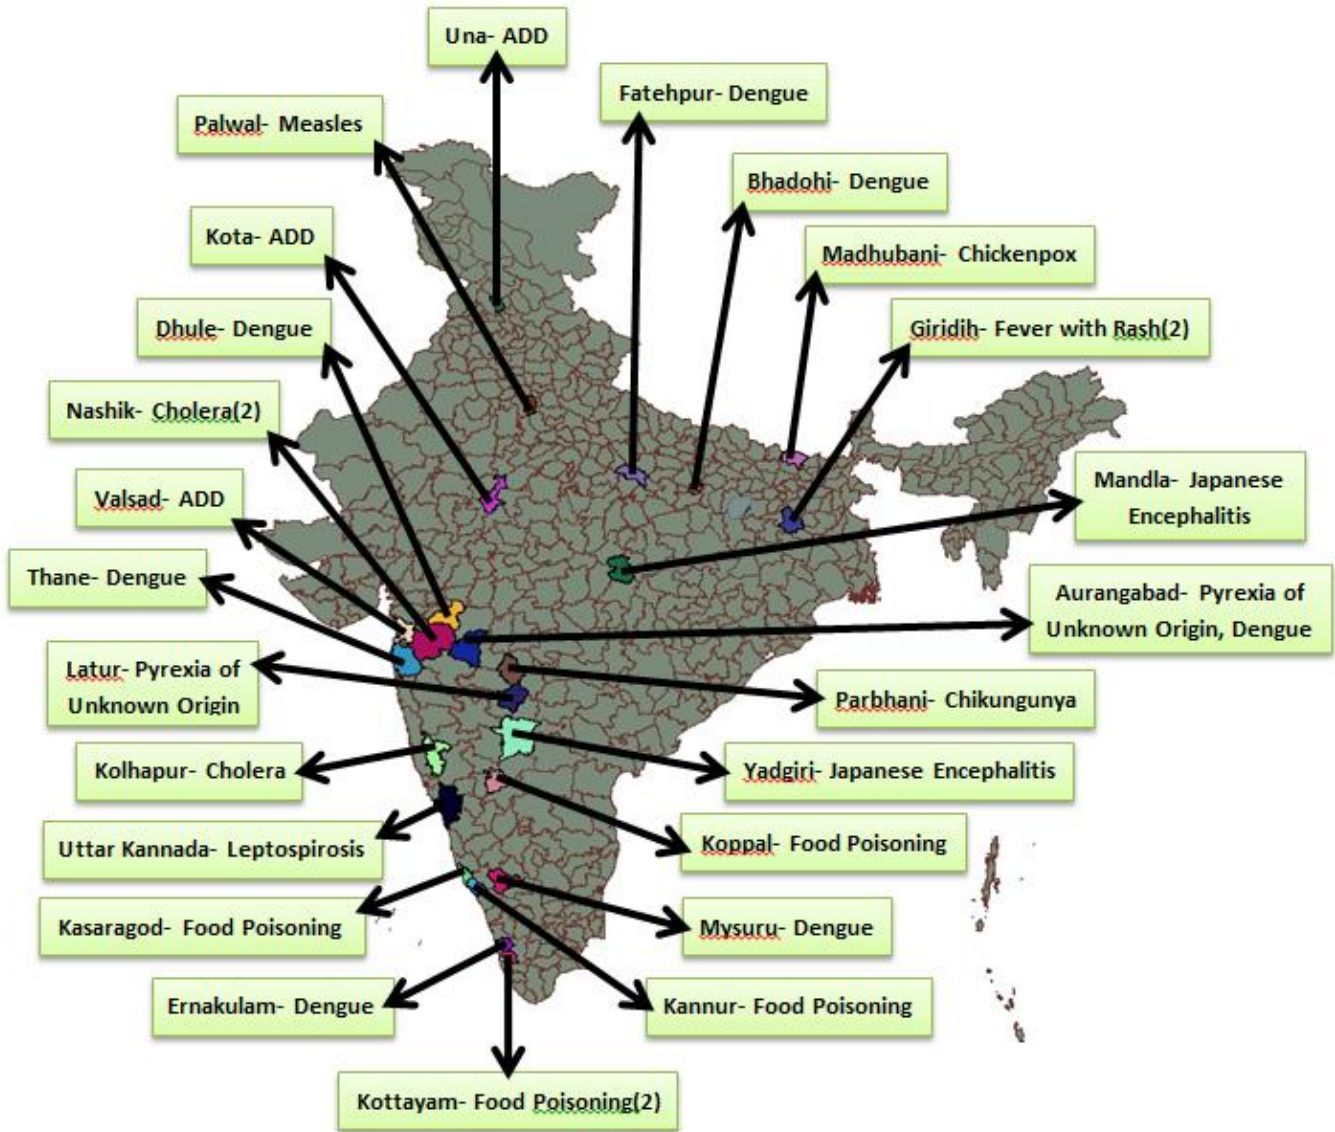 Una- ADD
Fatehpur- Dengue
Palwal- Measles
Bhadohi- Dengue
Kota- ADD
Madhubani- Chickenpox
Dhule- Dengue
Giridih- Fever with Rash(2)
Nashik- Cholera(2)
Mandla- Japanese
Encephalitis
Valsad- ADD
Thane- Dengue
Aurangabad- Pyrexia of
Unknown Origin, Dengue
Latur- Pyrexia of
Unknown Origin
Parbhani- Chikungunya
Kolhapur- Cholera
Yadgiri- Japanese Encephalitis
Uttar Kannada- Leptospirosis
Koppal- Food Poisoning
Kasaragod- Food Poisoning
Mysuru- Dengue
Ernakulam- Dengue
Kannur- Food Poisoning
Kottayam- Food Poisoning(2)